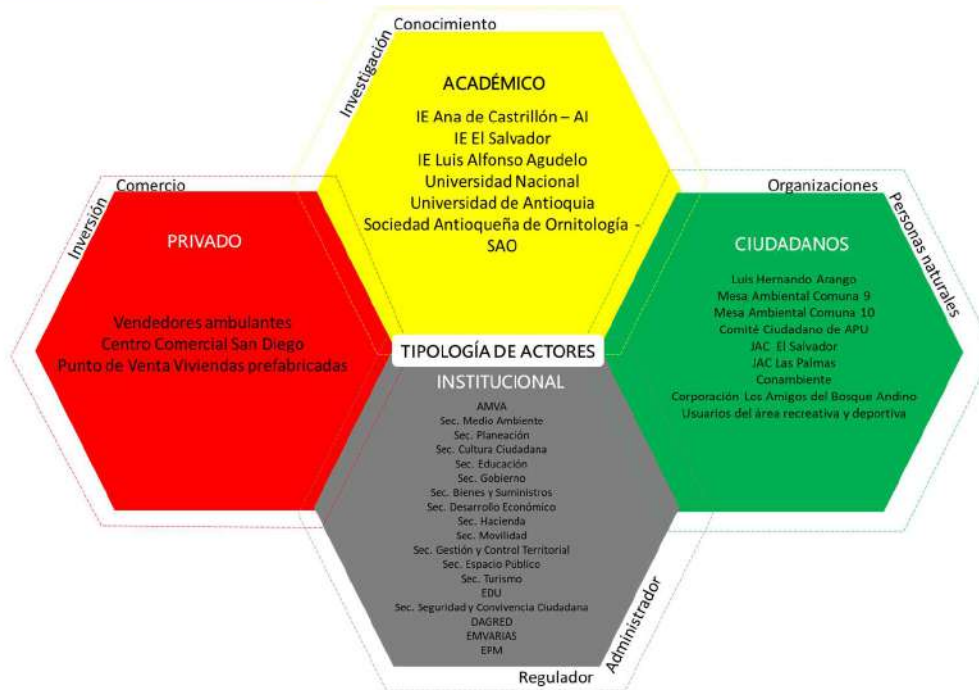 Conocimiento
Investigación
ACADÉMICO
IE Ana de Castrillón – AI
IE El Salvador
IE Luis Alfonso Agudelo
Universidad Nacional
Universidad de Antioquia
Sociedad Antioqueña de Ornitología -
SAO
Comercio
Inversión
PRIVADO
Vendedores ambulantes
Centro Comercial San Diego
Punto de Venta Viviendas prefabricadas
Organizaciones
Personas naturales
CIUDADANOS
Luis Hernando Arango
Mesa Ambiental Comuna 9
Mesa Ambiental Comuna 10
Comité Ciudadano de APU
JAC El Salvador
JAC Las Palmas
Conambiente
Corporación Los Amigos del Bosque Andino
Usuarios del área recreativa y deportiva
TIPOLOGÍA DE ACTORES
INSTITUCIONAL
AMVA
Sec. Medio Ambiente
Sec. Planeación
Sec. Cultura Ciudadana
Sec. Educación
Sec. Gobierno
Sec. Bienes y Suministros
Sec. Desarrollo Económico
Sec. Hacienda
Sec. Movilidad
Sec. Gestión y Control Territorial
Sec. Espacio Público
Sec. Turismo
EDU
Sec. Seguridad y Convivencia Ciudadana
DAGRED
EMVARIAS
EPM
Administrador
Regulador